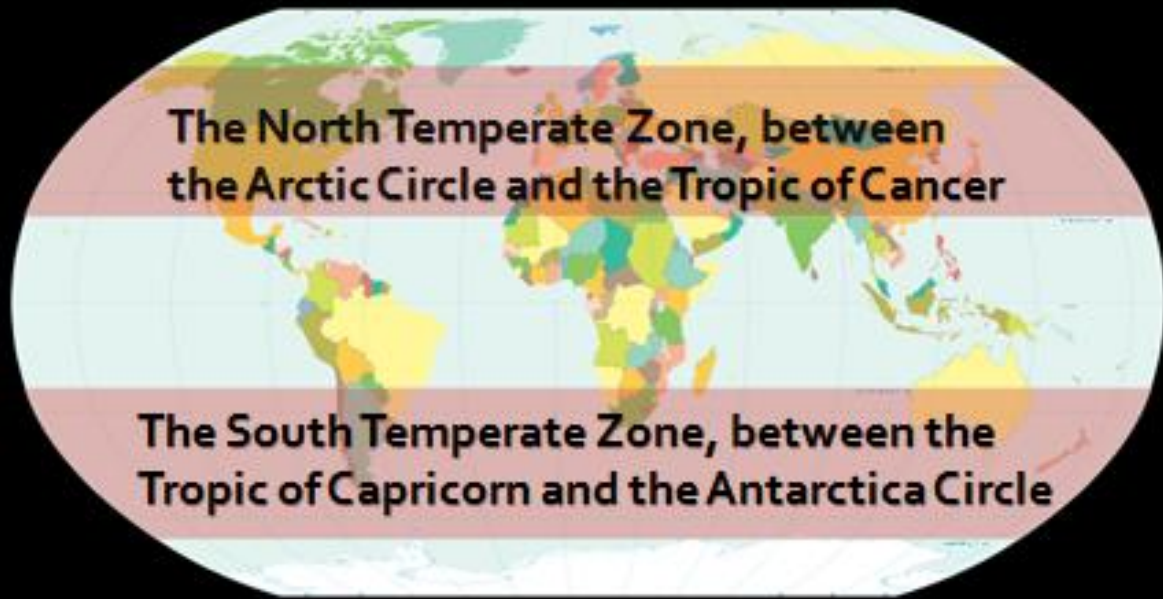 The North Temperate Zone, between
the Arctic Circle and the Tropic of Cancer
The South Temperate Zone, between the
Tropic of Capricorn and the Antarctica Circle